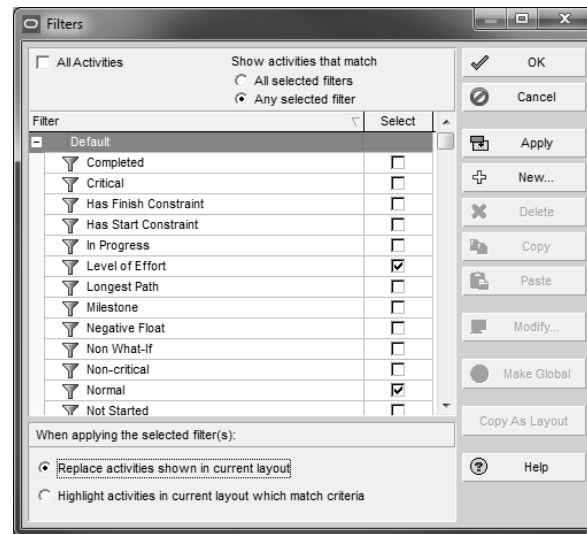 Filters
All Activities
Show activities that match
All selected filters
Any selected filter
Filter Select
Default
Completed
Critical
Has Finish Constraint
Has Start Constraint
In Progress
Level of Effort
Longest Path
Milestone
Negative Float
Non What-If
Non-critical
Normal
Not Started
When applying the selected filter(s):
Replace activities shown in current layout
Highlight activities in current layout which match criteria
OK
Cancel
Apply
New...
Delete
Copy
Paste
Modify...
Make Global
Copy As Layout
Help